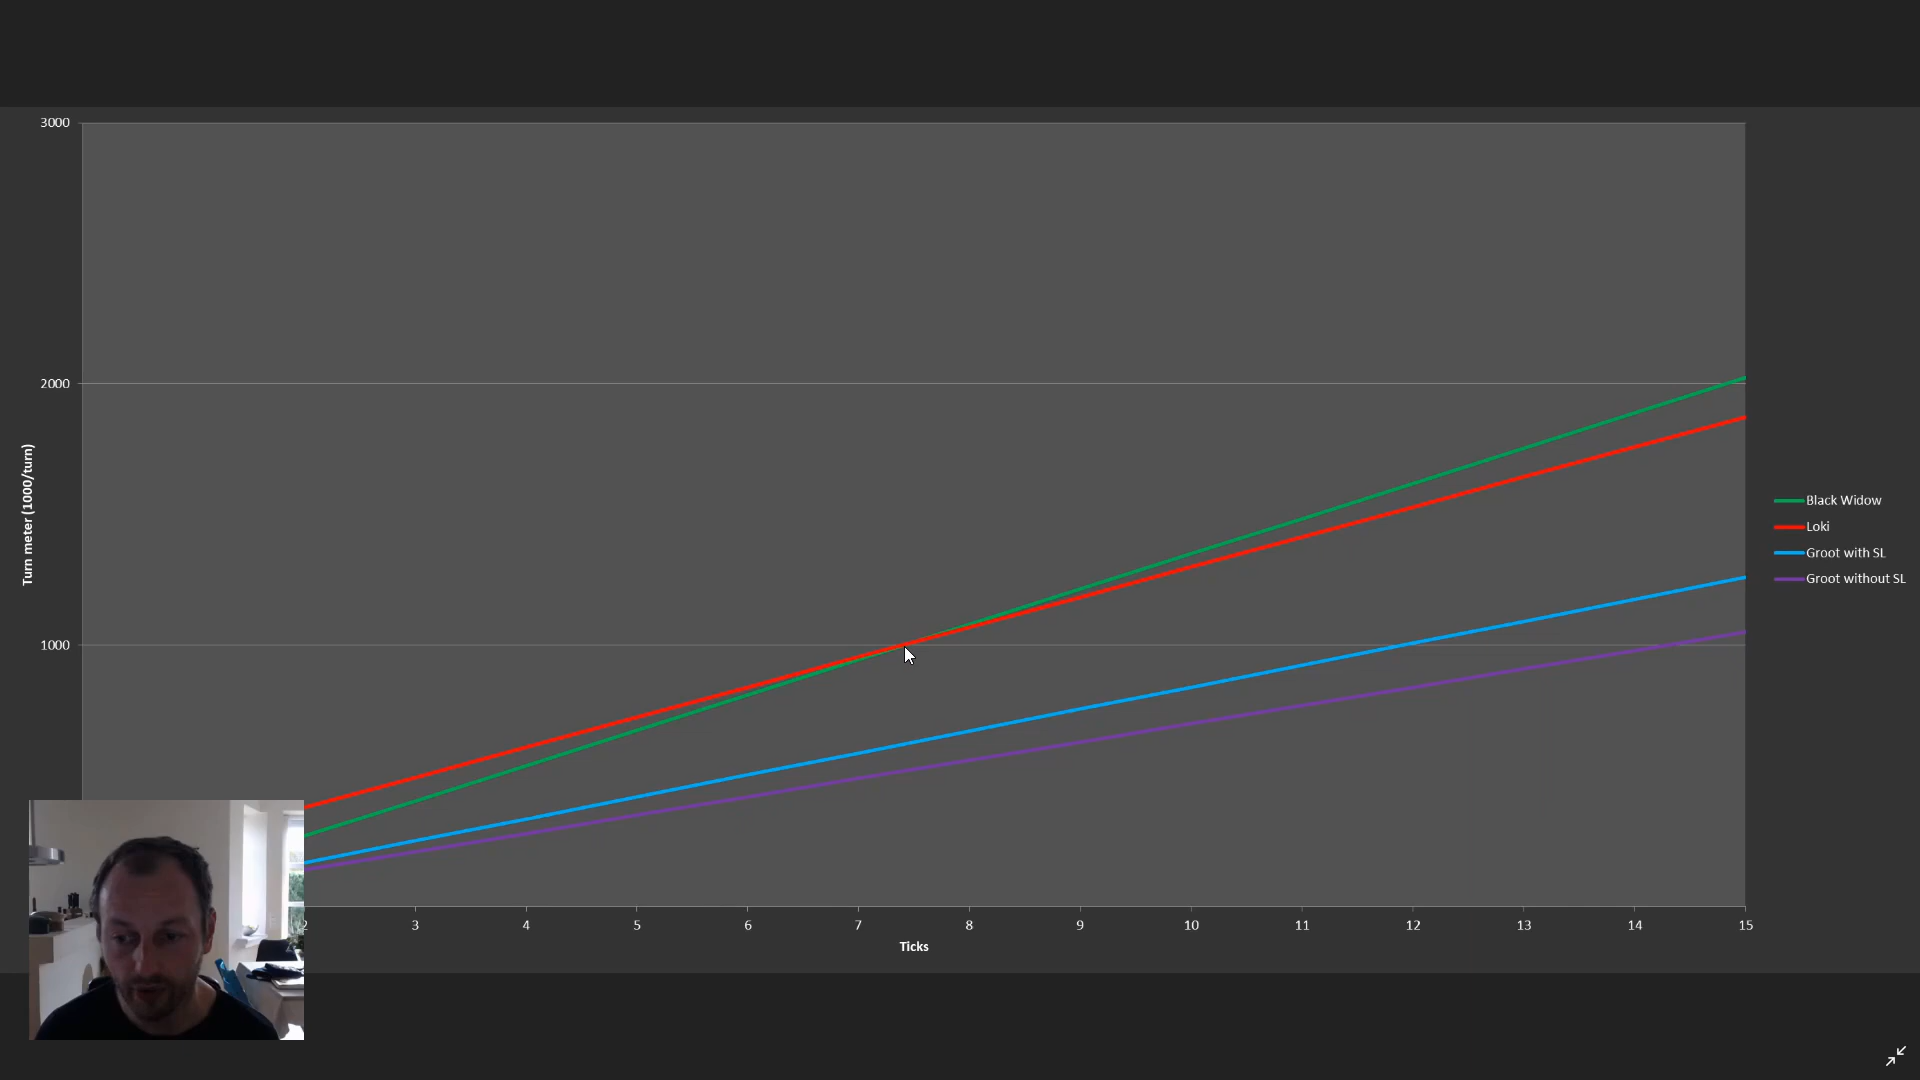 3000
2000
1000
Turn meter (1000/turn)
Black Widow
Loki
Groot with SL
Groot without SL
2 3 4 5 6 7 8 9 10 11 12 13 14 15
Ticks